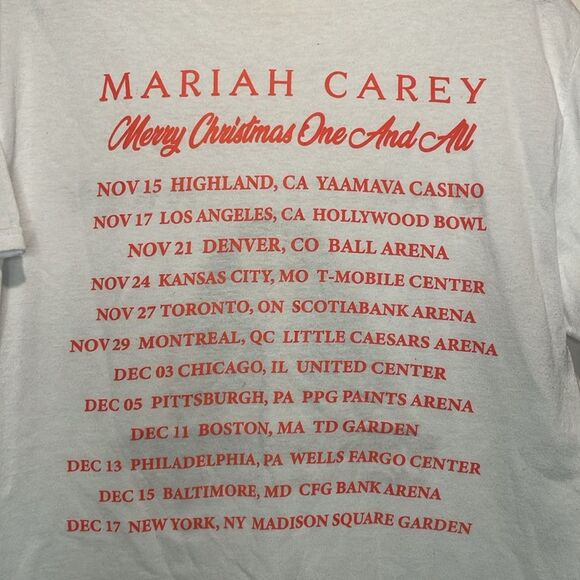 MARIAH CAREY
Merry Christmas One And All
NOV 15 HIGHLAND, CA YAAMAVA CASINO
NOV 17 LOS ANGELES, CA HOLLYWOOD BOWL
NOV 21 DENVER, CO BALL ARENA
NOV 24 KANSAS CITY, MO T-MOBILE CENTER
NOV 27 TORONTO, ON SCOTIABANK ARENA
NOV 29 MONTREAL, QC LITTLE CAESARS ARENA
DEC 03 CHICAGO, IL UNITED CENTER
DEC 05 PITTSBURGH, PA PPG PAINTS ARENA
DEC 11 BOSTON, MA TD GARDEN
DEC 13 PHILADELPHIA, PA WELLS FARGO CENTER
DEC 15 BALTIMORE, MD CFG BANK ARENA
DEC 17 NEW YORK, NY MADISON SQUARE GARDEN